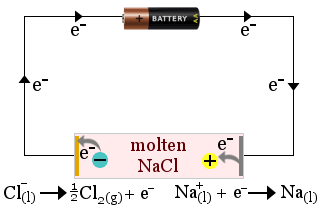 + BATTERY
e⁻ e⁻
e⁻ e⁻
e⁻ molten e⁻
− NaCl +
Cl⁻(l) → ½Cl₂(g) + e⁻ Na⁺(l) + e⁻ → Na(l)